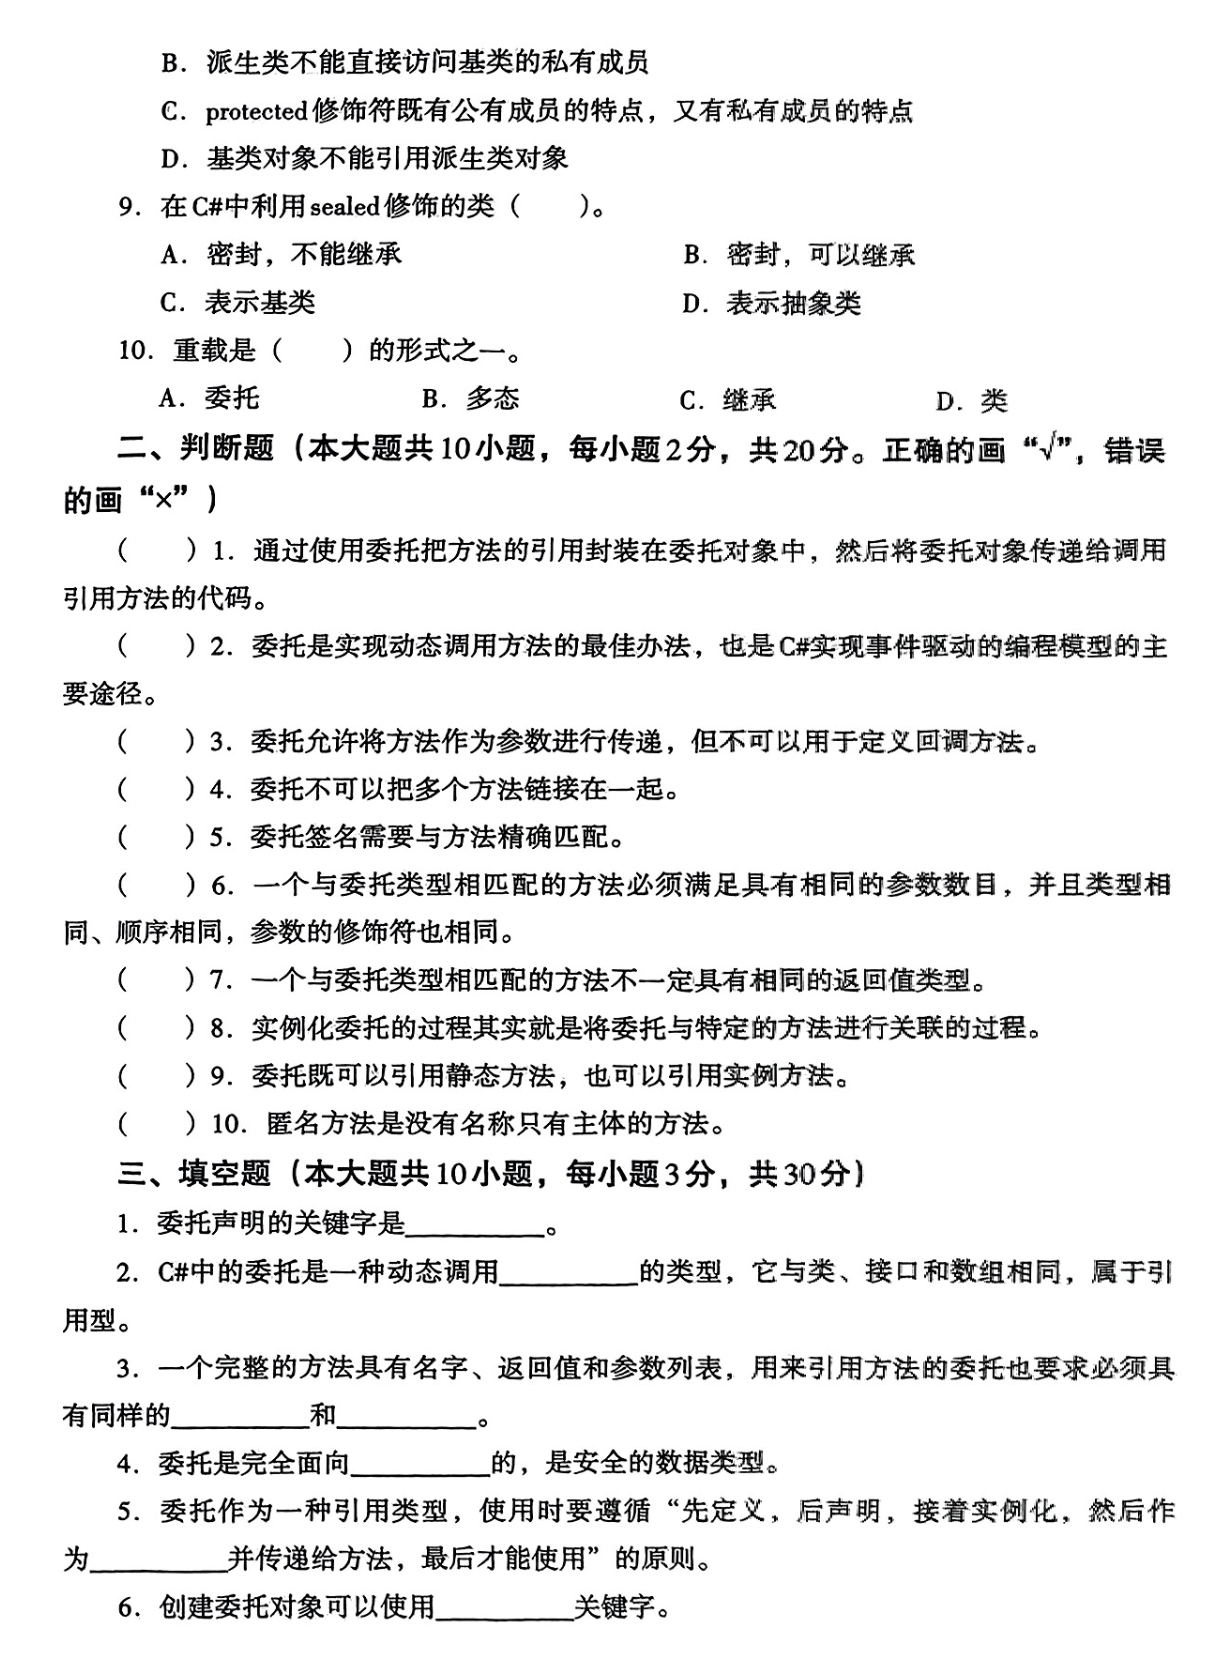 B．派生类不能直接访问基类的私有成员
C．protected修饰符既有公有成员的特点，又有私有成员的特点
D．基类对象不能引用派生类对象
9．在C#中利用sealed修饰的类（　　）。
A．密封，不能继承　　B．密封，可以继承
C．表示基类　　D．表示抽象类
10．重载是（　　）的形式之一。
A．委托　　B．多态　　C．继承　　D．类
二、判断题（本大题共10小题，每小题2分，共20分。正确的画“√”，错误
的画“×”）
（　　）1．通过使用委托把方法的引用封装在委托对象中，然后将委托对象传递给调用
引用方法的代码。
（　　）2．委托是实现动态调用方法的最佳办法，也是C#实现事件驱动的编程模型的主
要途径。
（　　）3．委托允许将方法作为参数进行传递，但不可以用于定义回调方法。
（　　）4．委托不可以把多个方法链接在一起。
（　　）5．委托签名需要与方法精确匹配。
（　　）6．一个与委托类型相匹配的方法必须满足具有相同的参数数目，并且类型相
同、顺序相同，参数的修饰符也相同。
（　　）7．一个与委托类型相匹配的方法不一定具有相同的返回值类型。
（　　）8．实例化委托的过程其实就是将委托与特定的方法进行关联的过程。
（　　）9．委托既可以引用静态方法，也可以引用实例方法。
（　　）10．匿名方法是没有名称只有主体的方法。
三、填空题（本大题共10小题，每小题3分，共30分）
1．委托声明的关键字是__________。
2．C#中的委托是一种动态调用__________的类型，它与类、接口和数组相同，属于引
用型。
3．一个完整的方法具有名字、返回值和参数列表，用来引用方法的委托也要求必须具
有同样的__________和__________。
4．委托是完全面向__________的，是安全的数据类型。
5．委托作为一种引用类型，使用时要遵循“先定义，后声明，接着实例化，然后作
为__________并传递给方法，最后才能使用”的原则。
6．创建委托对象可以使用__________关键字。